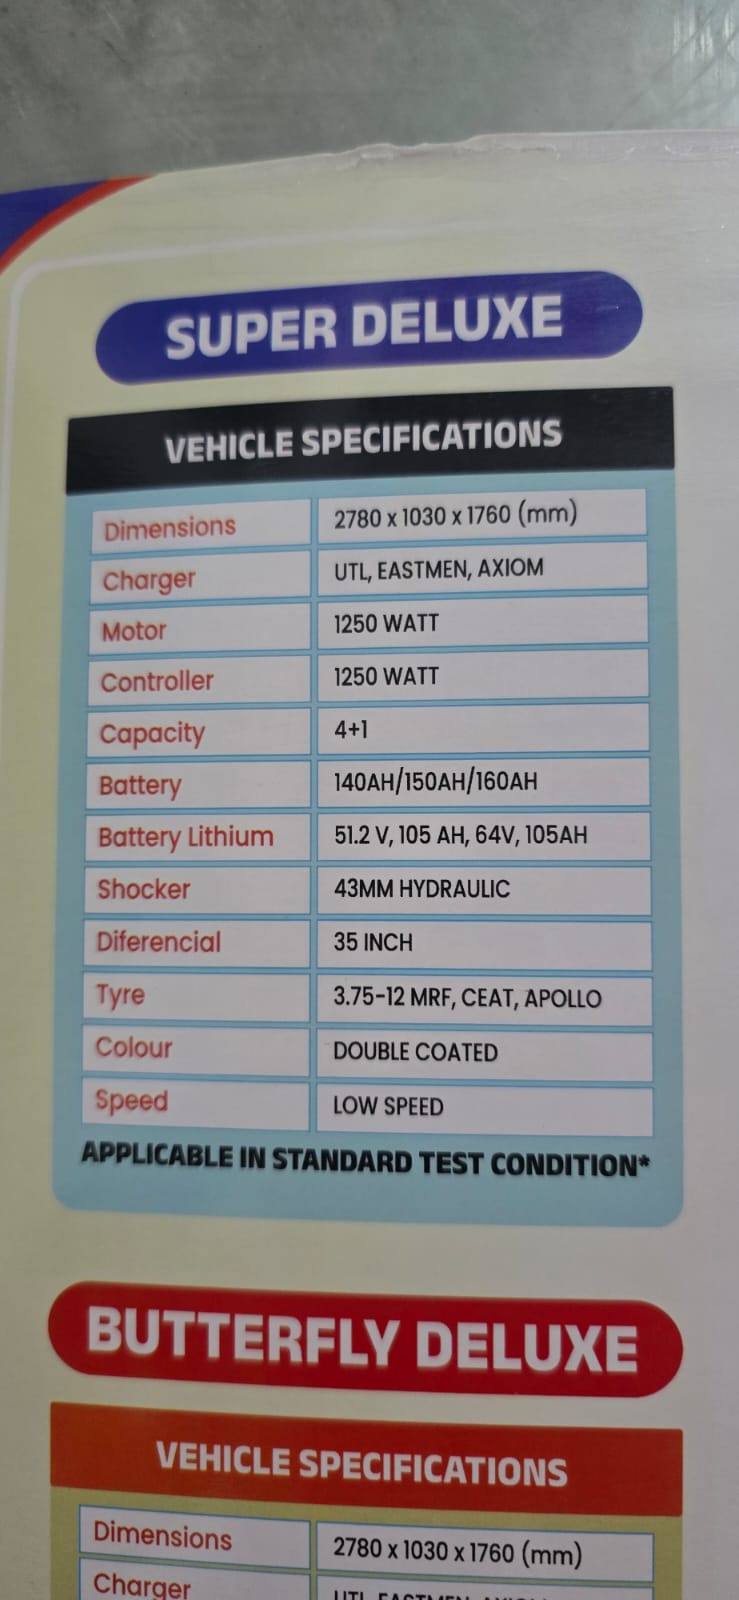 SUPER DELUXE
VEHICLE SPECIFICATIONS
Dimensions 2780 x 1030 x 1760 (mm)
Charger UTL, EASTMEN, AXIOM
Motor 1250 WATT
Controller 1250 WATT
Capacity 4+1
Battery 140AH/150AH/160AH
Battery Lithium 51.2 V, 105 AH, 64V, 105AH
Shocker 43MM HYDRAULIC
Diferencial 35 INCH
Tyre 3.75-12 MRF, CEAT, APOLLO
Colour DOUBLE COATED
Speed LOW SPEED
APPLICABLE IN STANDARD TEST CONDITION*
BUTTERFLY DELUXE
VEHICLE SPECIFICATIONS
Dimensions 2780 x 1030 x 1760 (mm)
Charger UTL, EASTMEN, AXIOM